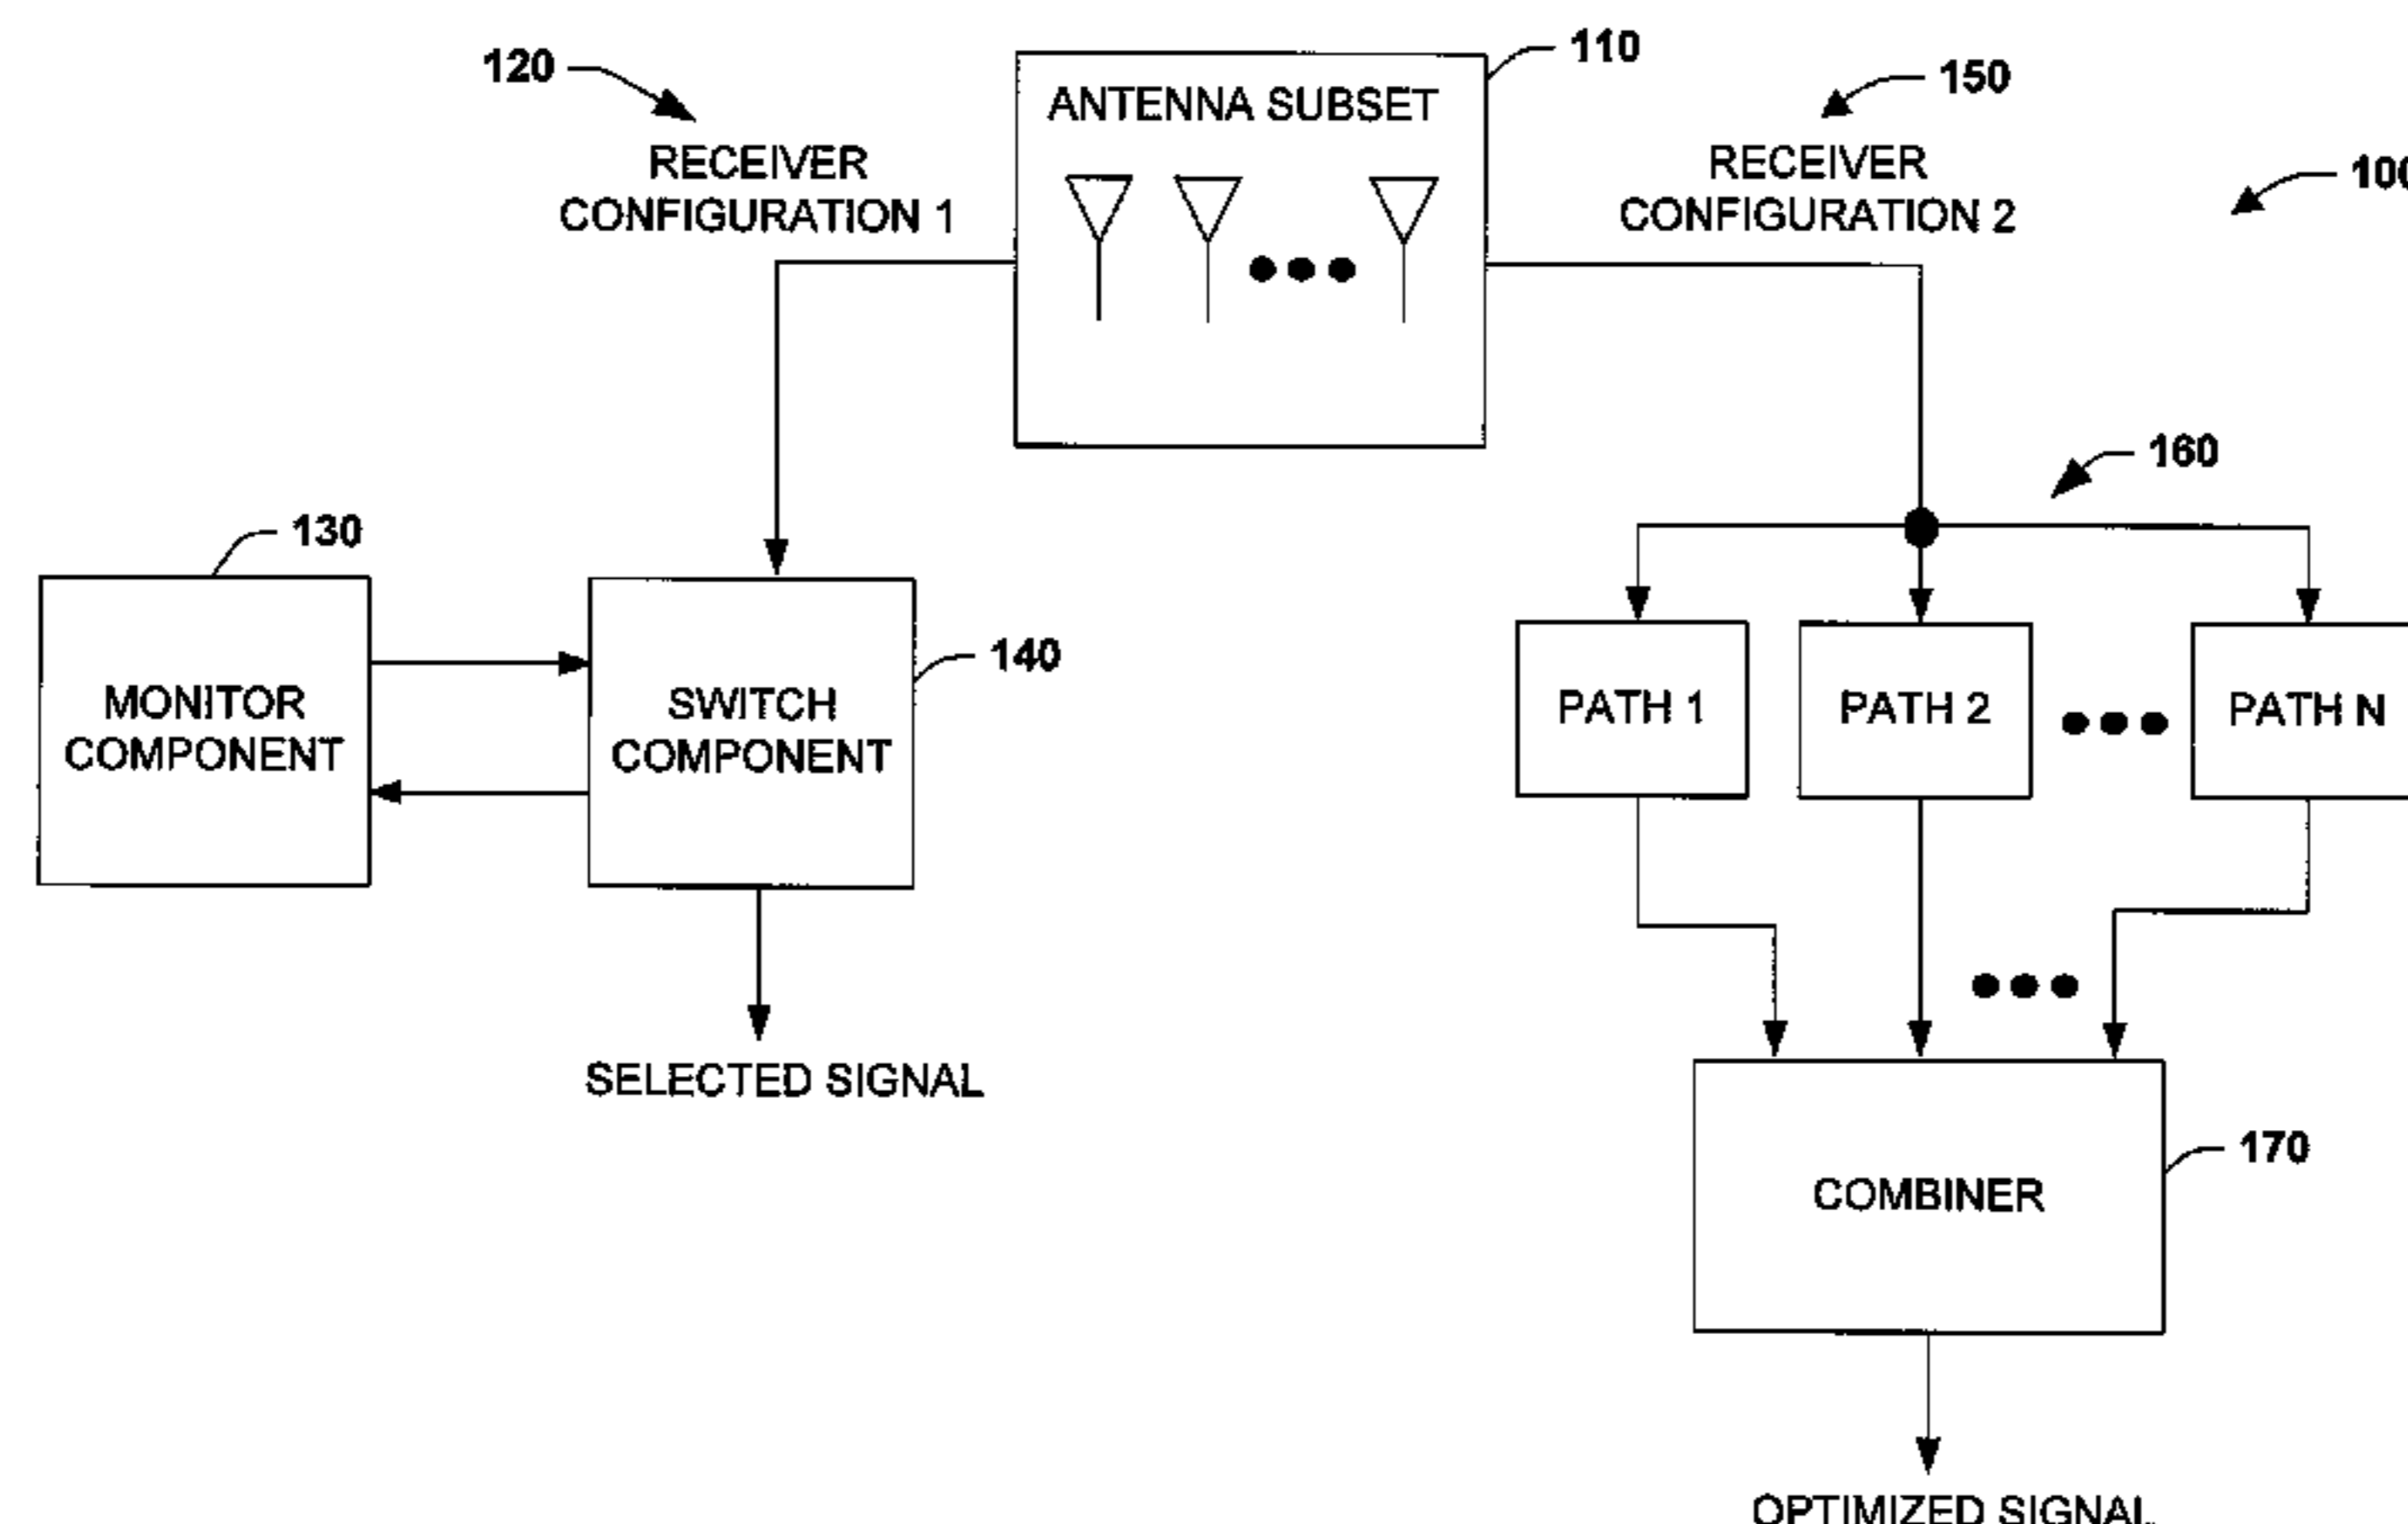 120
110
150
100
ANTENNA SUBSET
RECEIVER
CONFIGURATION 1
RECEIVER
CONFIGURATION 2
160
130
140
MONITOR
COMPONENT
SWITCH
COMPONENT
PATH 1
PATH 2
PATH N
SELECTED SIGNAL
170
COMBINER
OPTIMIZED SIGNAL